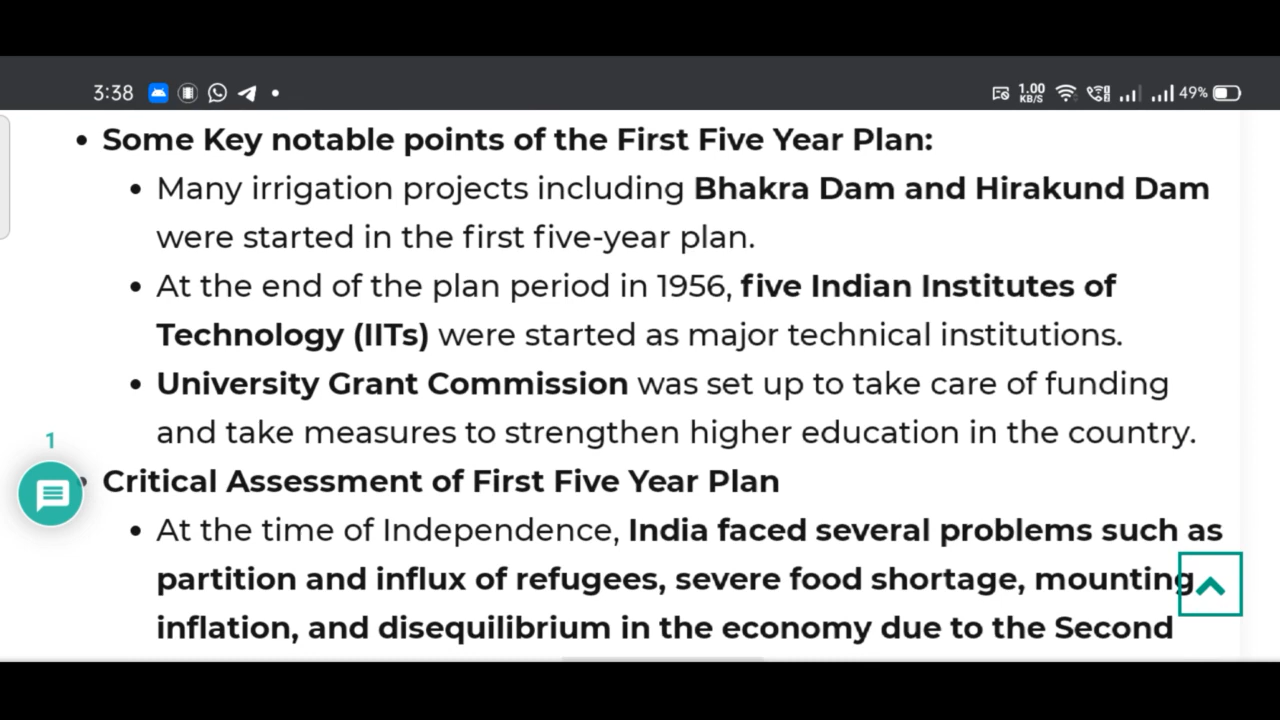 3:38 1.00 KB/S 49%
• Some Key notable points of the First Five Year Plan:
• Many irrigation projects including Bhakra Dam and Hirakund Dam
were started in the first five-year plan.
• At the end of the plan period in 1956, five Indian Institutes of
Technology (IITs) were started as major technical institutions.
• University Grant Commission was set up to take care of funding
and take measures to strengthen higher education in the country.
1
• Critical Assessment of First Five Year Plan
• At the time of Independence, India faced several problems such as
partition and influx of refugees, severe food shortage, mounting
inflation, and disequilibrium in the economy due to the Second